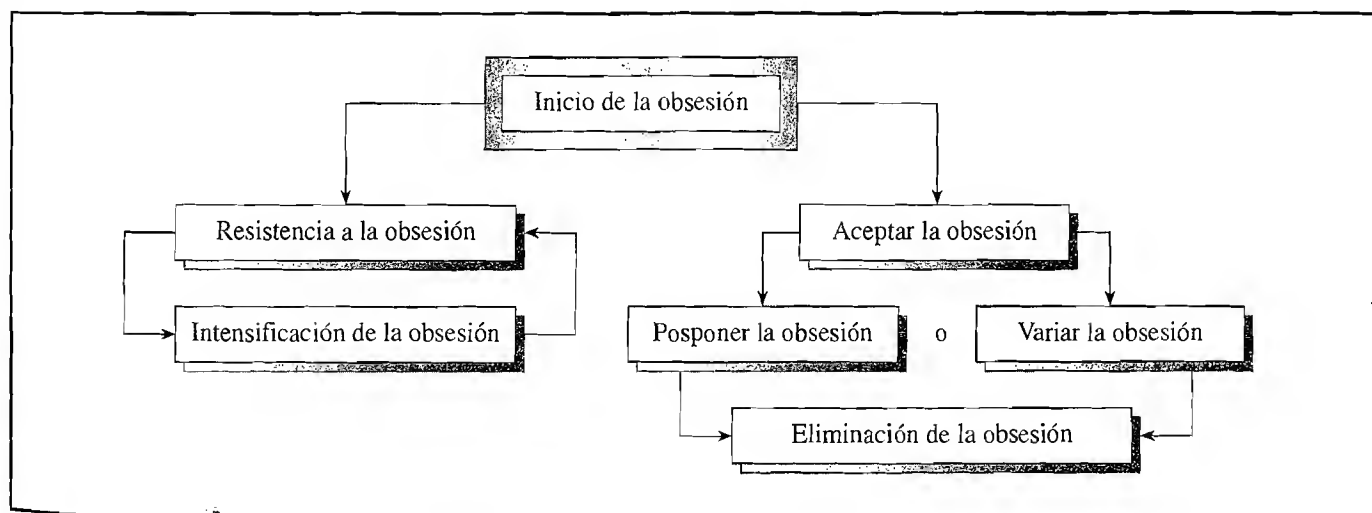 Inicio de la obsesión
Resistencia a la obsesión
Aceptar la obsesión
Intensificación de la obsesión
Posponer la obsesión
o
Variar la obsesión
Eliminación de la obsesión